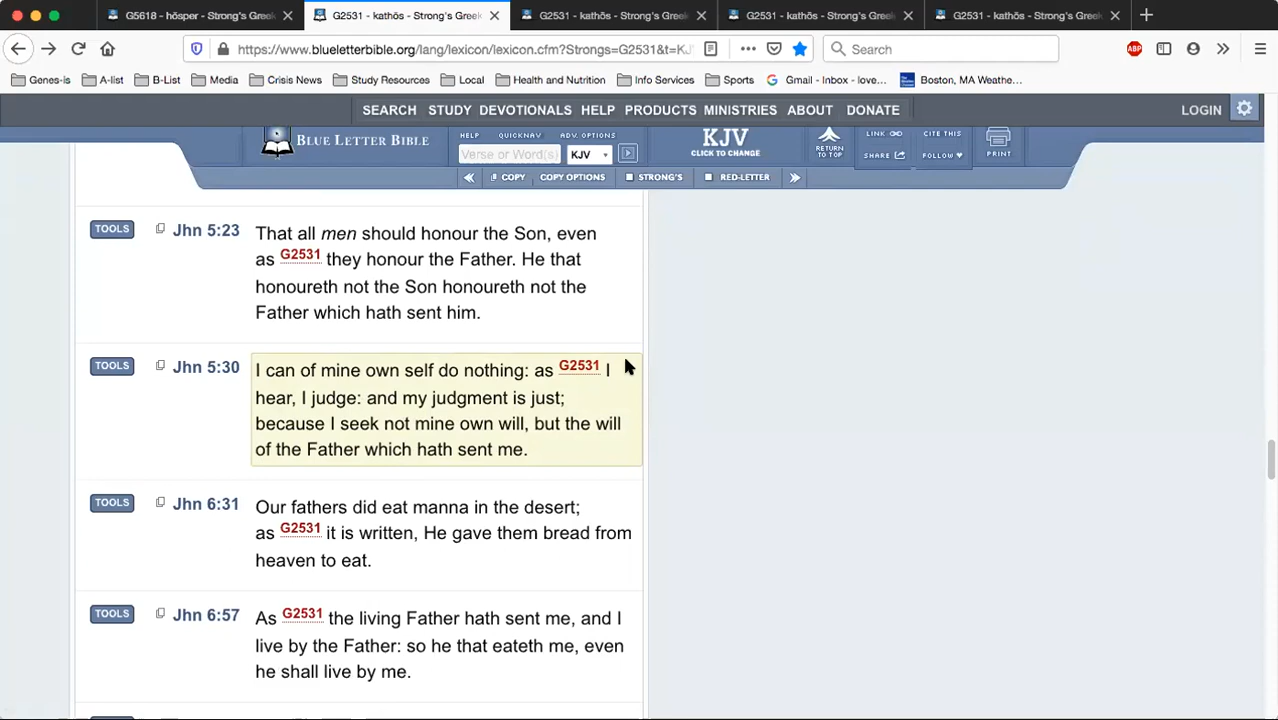 G5618 - hōsper - Strong's Greek
G2531 - kathōs - Strong's Greek
G2531 - kathōs - Strong's Greek
G2531 - kathōs - Strong's Greek
G2531 - kathōs - Strong's Greek
https://www.blueletterbible.org/lang/lexicon/lexicon.cfm?Strongs=G2531&t=KJ
Search
ABP
Genes-is
A-list
B-List
Media
Crisis News
Study Resources
Local
Health and Nutrition
Info Services
Sports
Gmail - Inbox - love...
Boston, MA Weathe...
SEARCH STUDY DEVOTIONALS HELP PRODUCTS MINISTRIES ABOUT DONATE
LOGIN
BLUE LETTER BIBLE
HELP QUICKNAV ADV. OPTIONS
Verse or Word(s)
KJV
KJV
CLICK TO CHANGE
RETURN
TO TOP
LINK
SHARE
CITE THIS
FOLLOW
PRINT
COPY COPY OPTIONS STRONG'S RED-LETTER
TOOLS Jhn 5:23 That all men should honour the Son, even
as G2531 they honour the Father. He that
honoureth not the Son honoureth not the
Father which hath sent him.
TOOLS Jhn 5:30 I can of mine own self do nothing: as G2531 I
hear, I judge: and my judgment is just;
because I seek not mine own will, but the will
of the Father which hath sent me.
TOOLS Jhn 6:31 Our fathers did eat manna in the desert;
as G2531 it is written, He gave them bread from
heaven to eat.
TOOLS Jhn 6:57 As G2531 the living Father hath sent me, and I
live by the Father: so he that eateth me, even
he shall live by me.